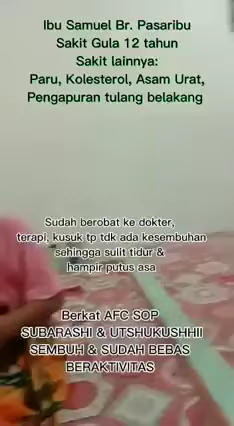 Ibu Samuel Br. Pasaribu
Sakit Gula 12 tahun
Sakit lainnya:
Paru, Kolesterol, Asam Urat,
Pengapuran tulang belakang
Sudah berobat ke dokter,
terapi, kusuk tp tdk ada kesembuhan
sehingga sulit tidur &
hampir putus asa
Berkat AFC SOP
SUBARASHI & UTSHUKUSHHII
SEMBUH & SUDAH BEBAS
BERAKTIVITAS